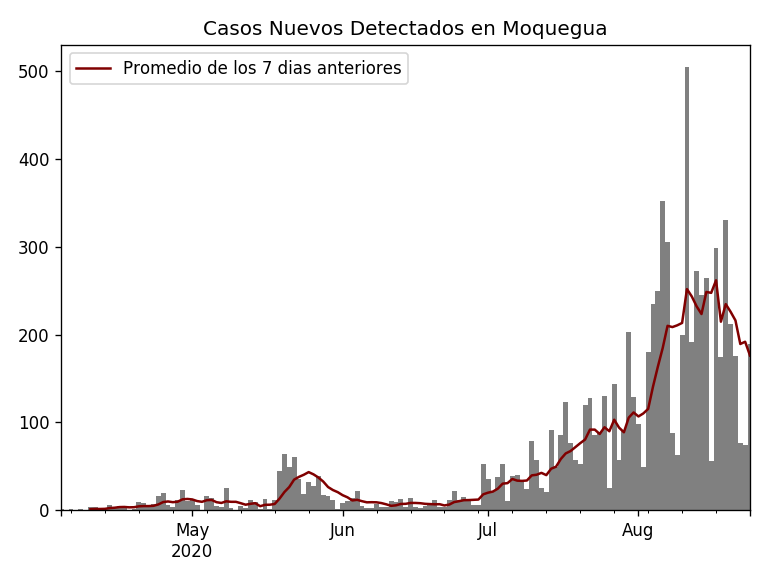 Casos Nuevos Detectados en Moquegua
Promedio de los 7 dias anteriores
500
400
300
200
100
0
May
2020
Jun
Jul
Aug